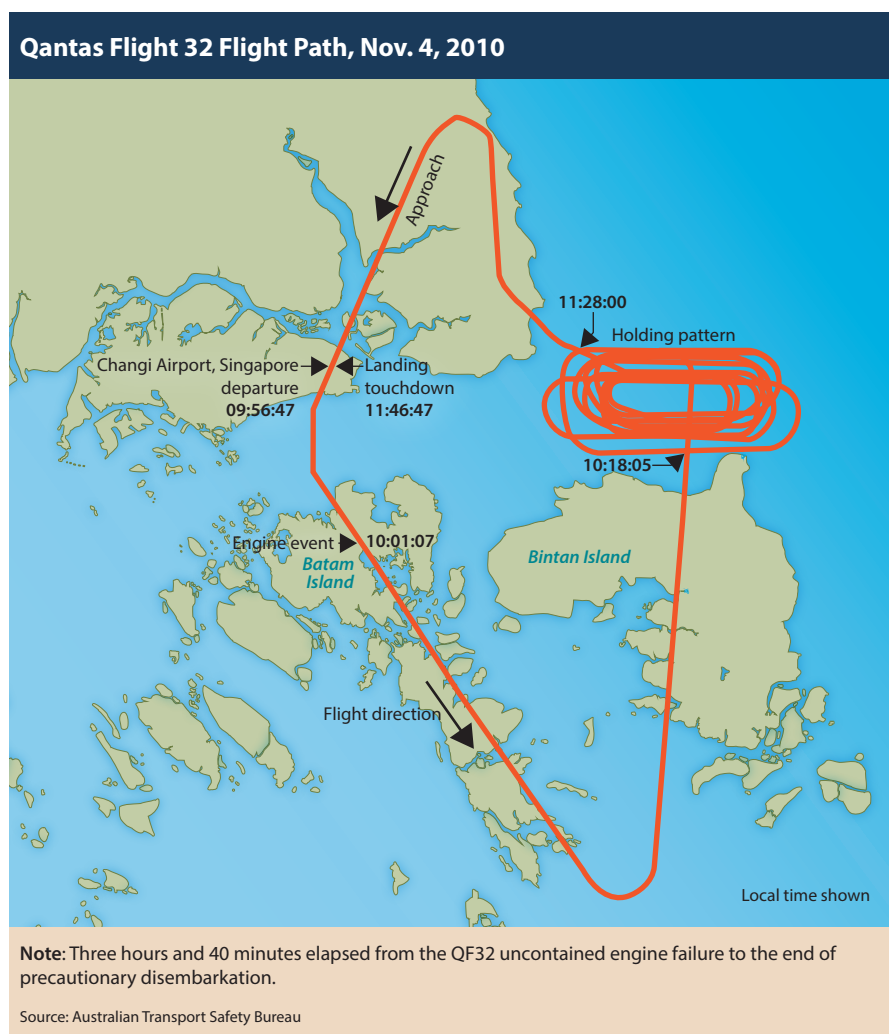 Qantas Flight 32 Flight Path, Nov. 4, 2010
Approach
11:28:00
Holding pattern
Changi Airport, Singapore
departure
09:56:47
Landing
touchdown
11:46:47
10:18:05
Engine event
10:01:07
Batam
Island
Bintan Island
Flight direction
Local time shown
Note: Three hours and 40 minutes elapsed from the QF32 uncontained engine failure to the end of
precautionary disembarkation.
Source: Australian Transport Safety Bureau